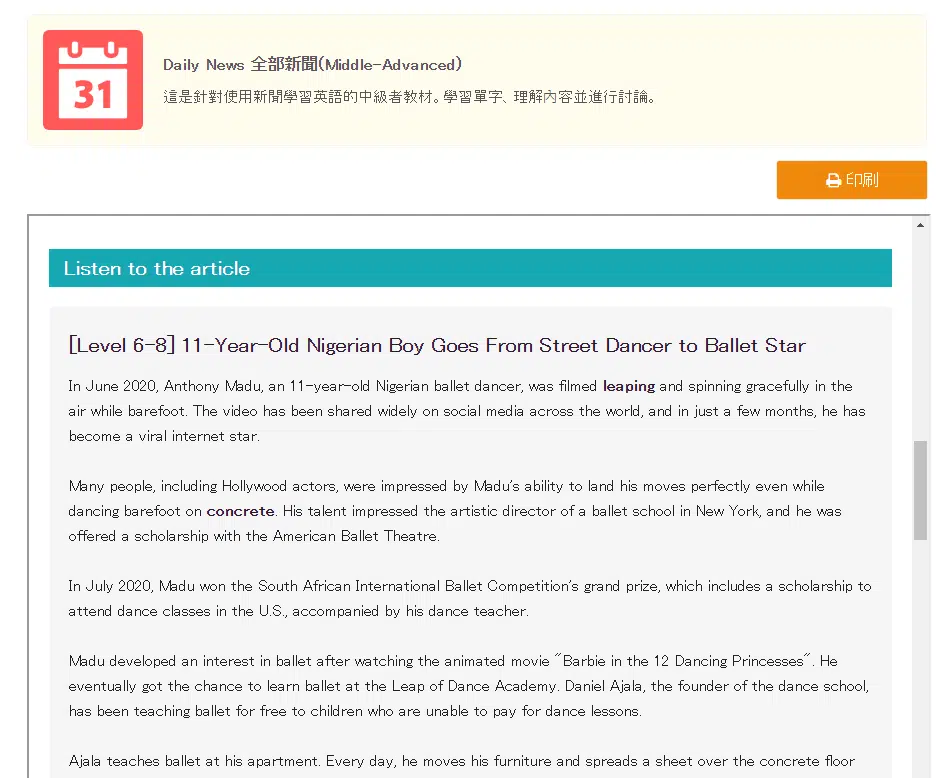 31
Daily News 全部新聞(Middle-Advanced)
這是針對使用新聞學習英語的中級者教材。學習單字、理解內容並進行討論。
印刷
Listen to the article
[Level 6-8] 11-Year-Old Nigerian Boy Goes From Street Dancer to Ballet Star
In June 2020, Anthony Madu, an 11-year-old Nigerian ballet dancer, was filmed leaping and spinning gracefully in the
air while barefoot. The video has been shared widely on social media across the world, and in just a few months, he has
become a viral internet star.
Many people, including Hollywood actors, were impressed by Madu's ability to land his moves perfectly even while
dancing barefoot on concrete. His talent impressed the artistic director of a ballet school in New York, and he was
offered a scholarship with the American Ballet Theatre.
In July 2020, Madu won the South African International Ballet Competition's grand prize, which includes a scholarship to
attend dance classes in the U.S., accompanied by his dance teacher.
Madu developed an interest in ballet after watching the animated movie "Barbie in the 12 Dancing Princesses". He
eventually got the chance to learn ballet at the Leap of Dance Academy. Daniel Ajala, the founder of the dance school,
has been teaching ballet for free to children who are unable to pay for dance lessons.
Ajala teaches ballet at his apartment. Every day, he moves his furniture and spreads a sheet over the concrete floor